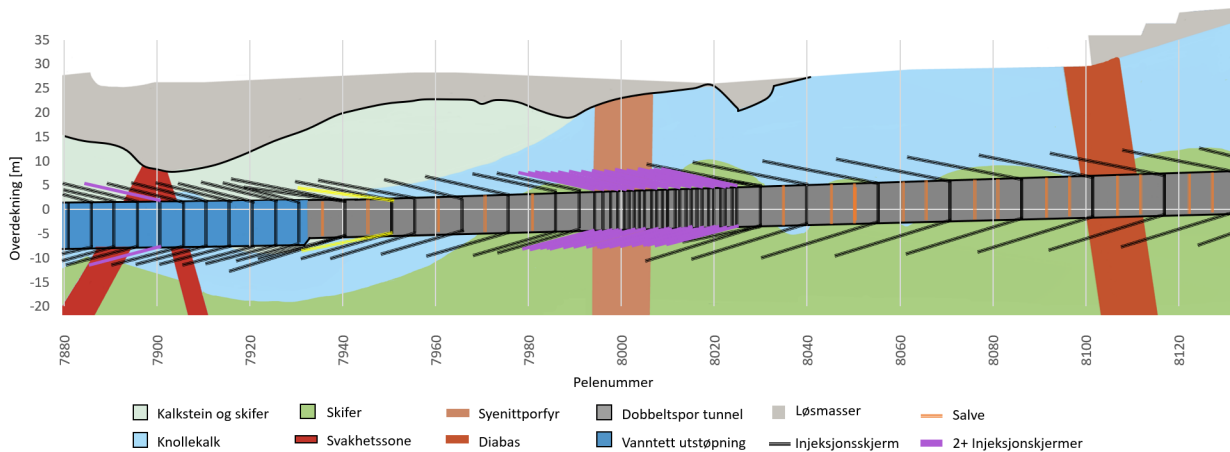 35
30
25
20
15
10
5
0
-5
-10
-15
-20
Overdekning [m]
7880 7900 7920 7940 7960 7980 8000 8020 8040 8060 8080 8100 8120
Pelenummer
Kalkstein og skifer Skifer Syenittporfyr Dobbeltspor tunnel Løsmasser Salve
Knollekalk Svakhetssone Diabas Vanntett utstøpning Injeksjonsskjerm 2+ Injeksjonskjermer